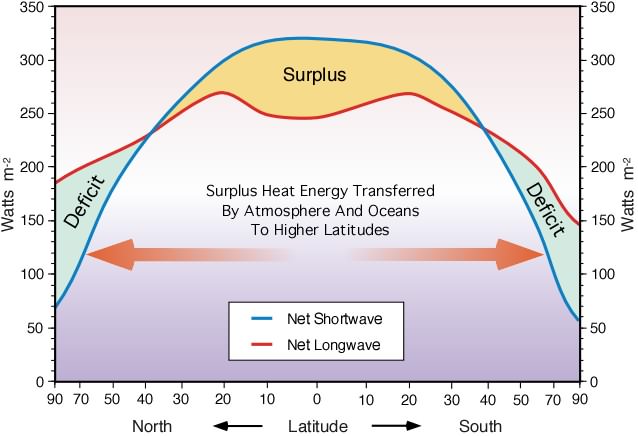 350 350
300 300
250 250
200 200
150 150
100 100
50 50
0 0
Watts m-2
Watts m-2
Surplus
Deficit
Deficit
Surplus Heat Energy Transferred
By Atmosphere And Oceans
To Higher Latitudes
Net Shortwave
Net Longwave
90 70 50 40 30 20 10 0 10 20 30 40 50 70 90
North Latitude South